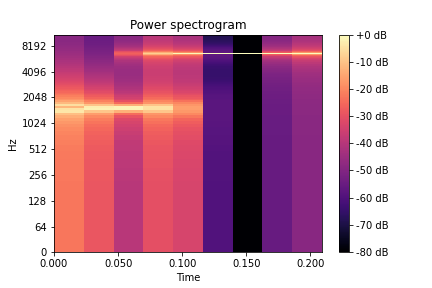 Power spectrogram
8192
4096
2048
1024
512
256
128
64
0
Hz
0.000 0.050 0.100 0.150 0.200
Time
+0 dB
-10 dB
-20 dB
-30 dB
-40 dB
-50 dB
-60 dB
-70 dB
-80 dB